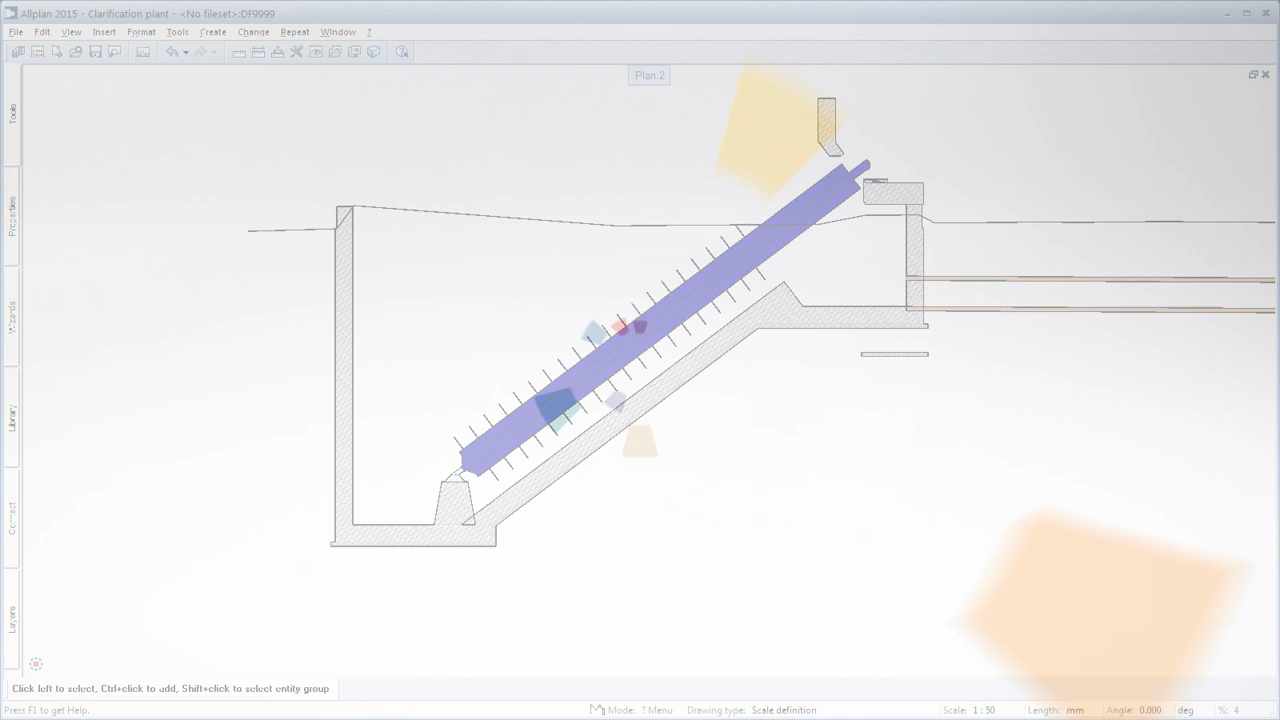 Allplan 2015 - Clarification plant - <No fileset>:DF9999
File Edit View Insert Format Tools Create Change Repeat Window ?
Plan:2
Tools
Properties
Wizards
Library
Connect
Layers
Click left to select, Ctrl+click to add, Shift+click to select entity group
Press F1 to get Help.
Mode: ? Menu Drawing type: Scale definition Scale: 1 : 50 Length: mm Angle: 0.000 deg %: 4